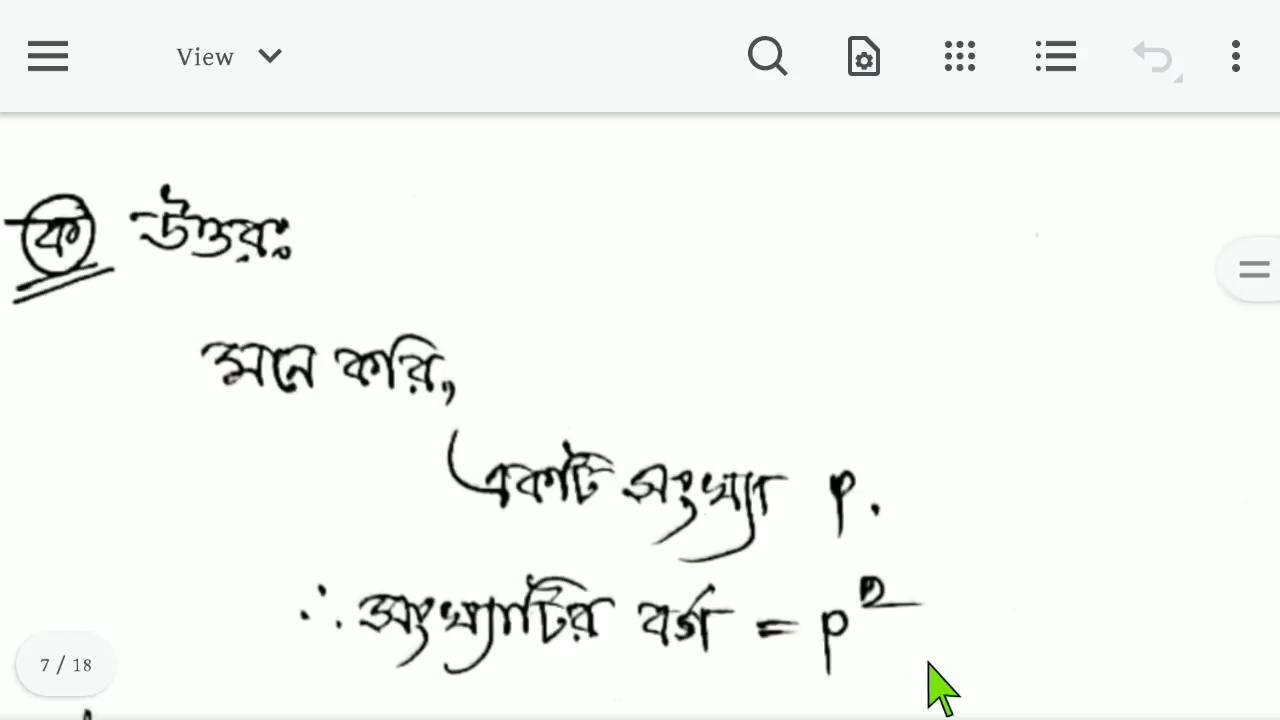 View
ক উত্তরঃ
মনে করি,
একটি সংখ্যা p.
∴ সংখ্যাটির বর্গ = p²
7 / 18